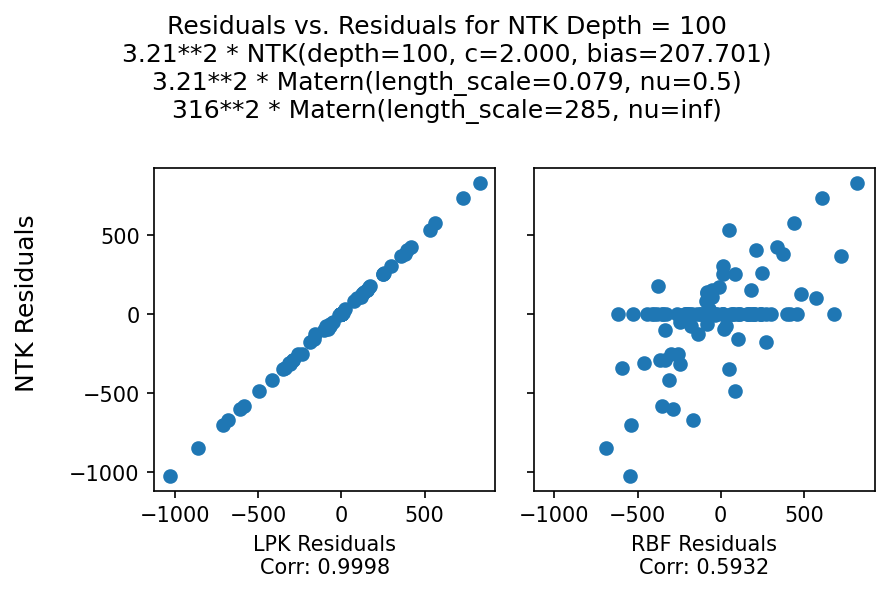 Residuals vs. Residuals for NTK Depth = 100
3.21**2 * NTK(depth=100, c=2.000, bias=207.701)
3.21**2 * Matern(length_scale=0.079, nu=0.5)
316**2 * Matern(length_scale=285, nu=inf)
NTK Residuals
500
0
−500
−1000
−1000 −500 0 500
LPK Residuals
Corr: 0.9998
−1000 −500 0 500
RBF Residuals
Corr: 0.5932